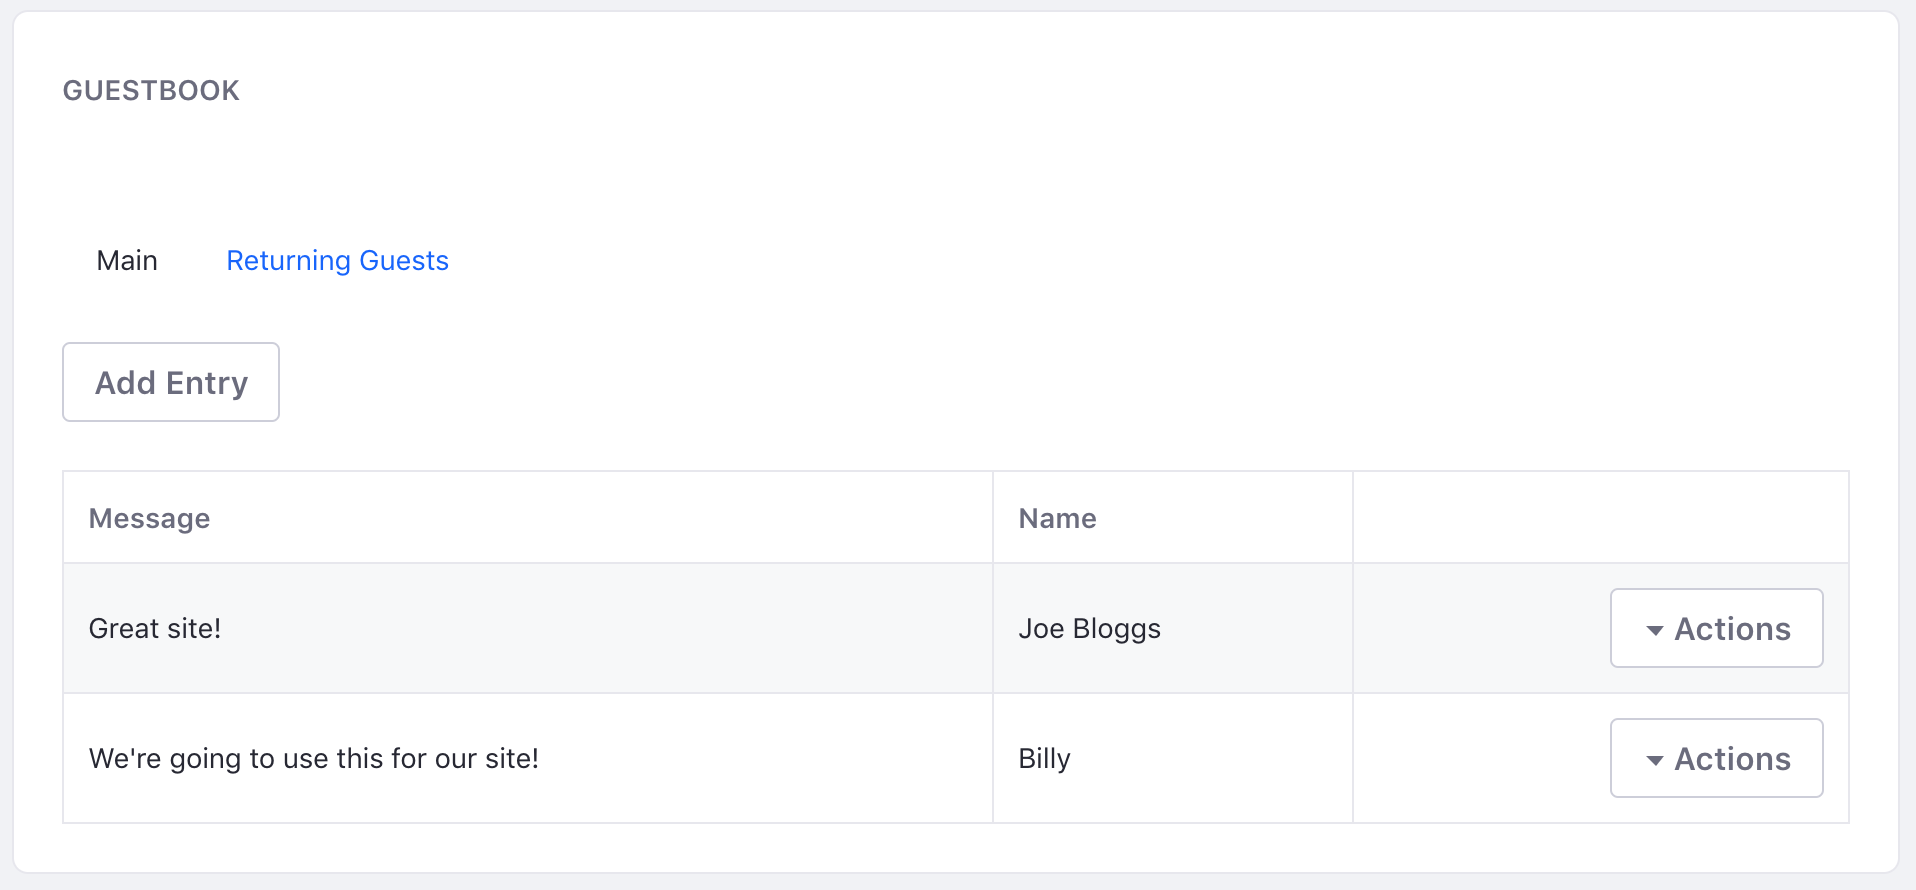 GUESTBOOK
Main Returning Guests
Add Entry
Message Name
Great site! Joe Bloggs Actions
We're going to use this for our site! Billy Actions